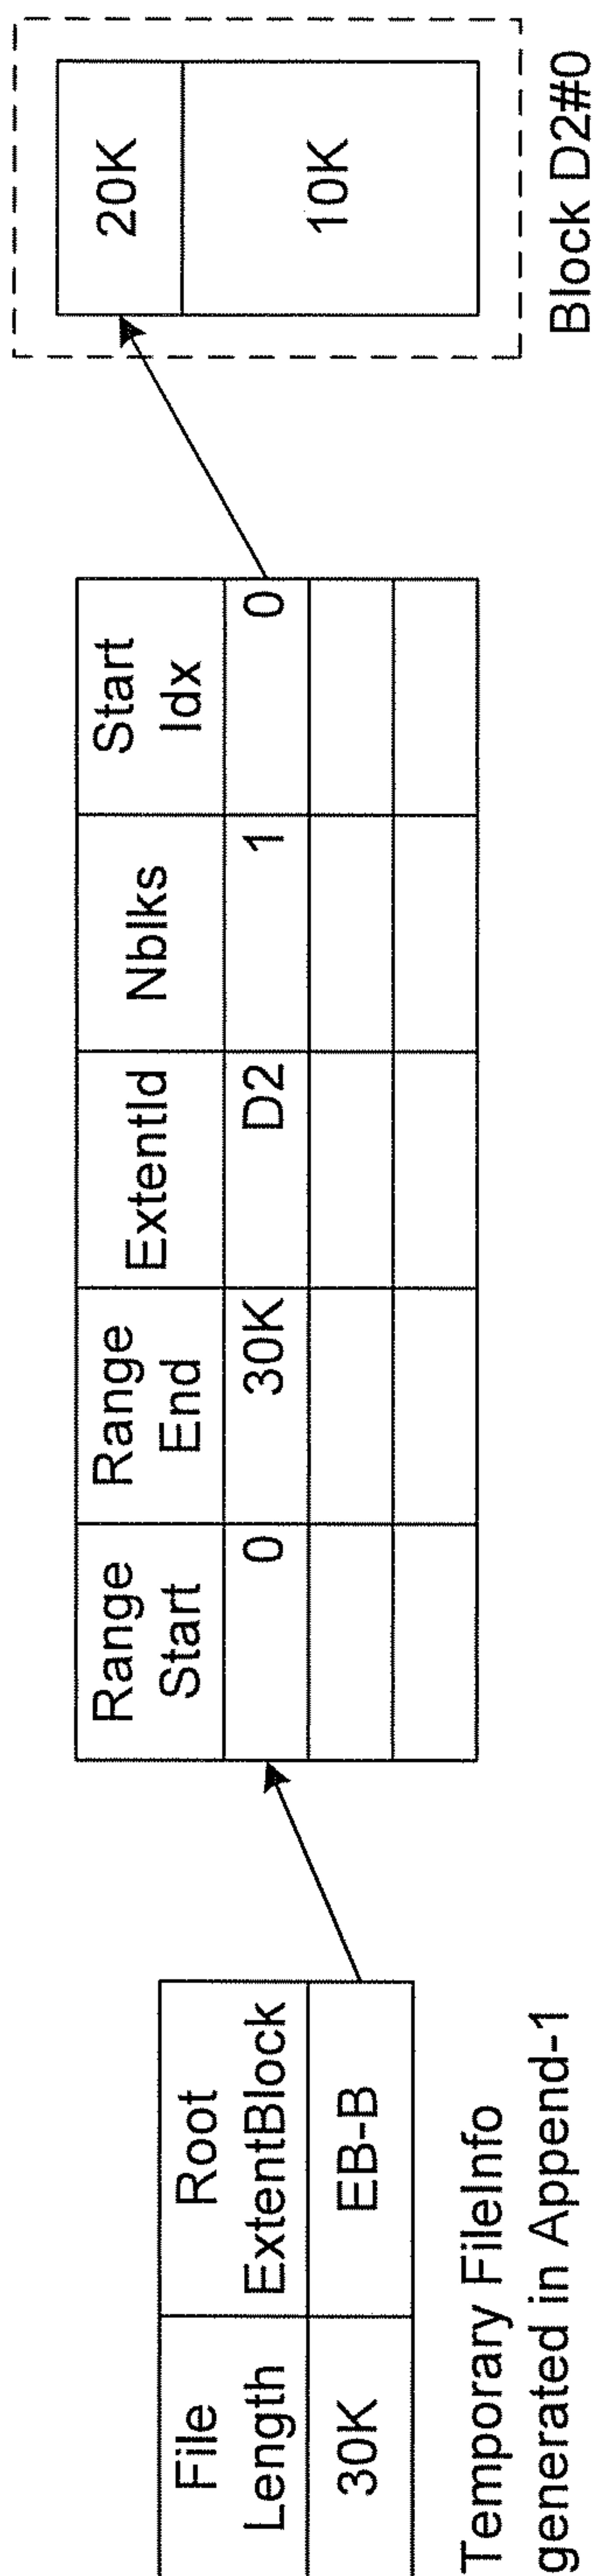 File
Length
Root
ExtentBlock
30K
EB-B
Temporary FileInfo
generated in Append-1
Range
Start
Range
End
ExtentId
Nblks
Start
Idx
0
30K
D2
1
0
20K
10K
Block D2#0